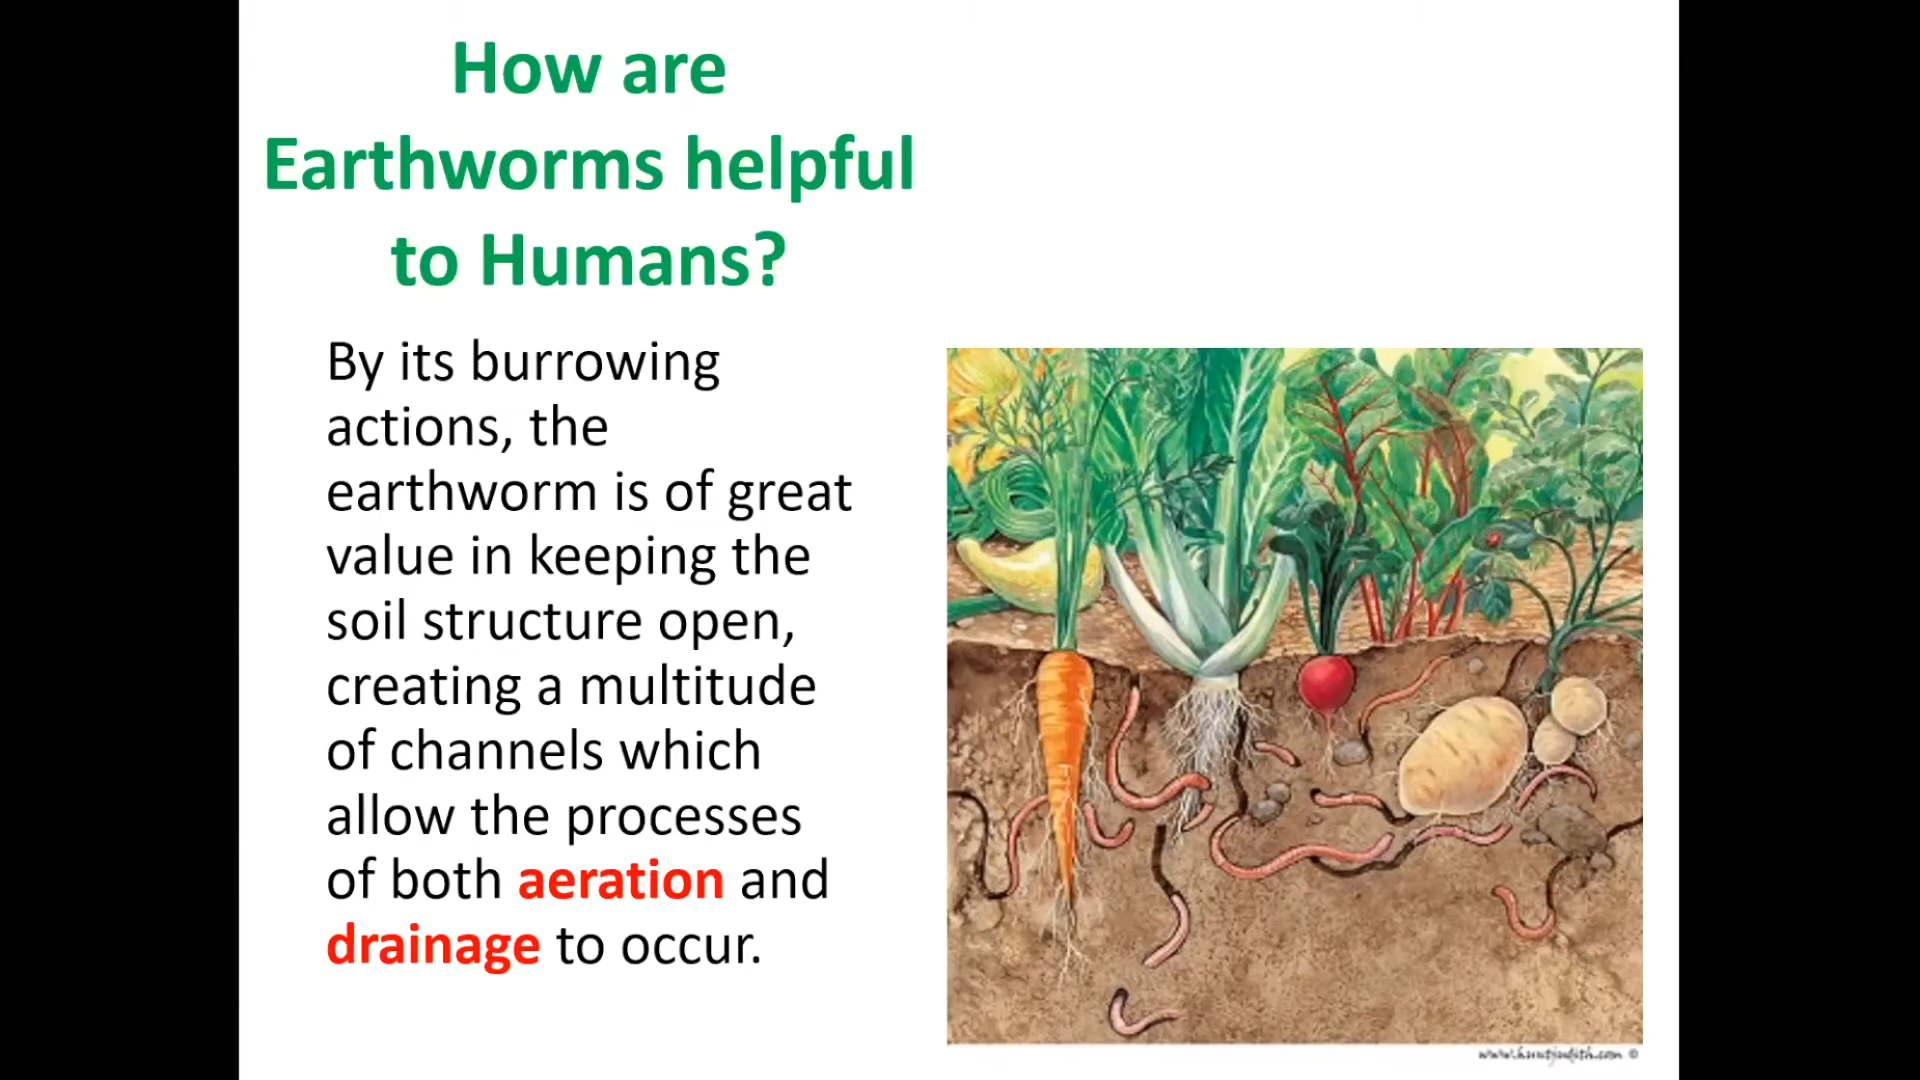 How are
Earthworms helpful
to Humans?
By its burrowing
actions, the
earthworm is of great
value in keeping the
soil structure open,
creating a multitude
of channels which
allow the processes
of both aeration and
drainage to occur.